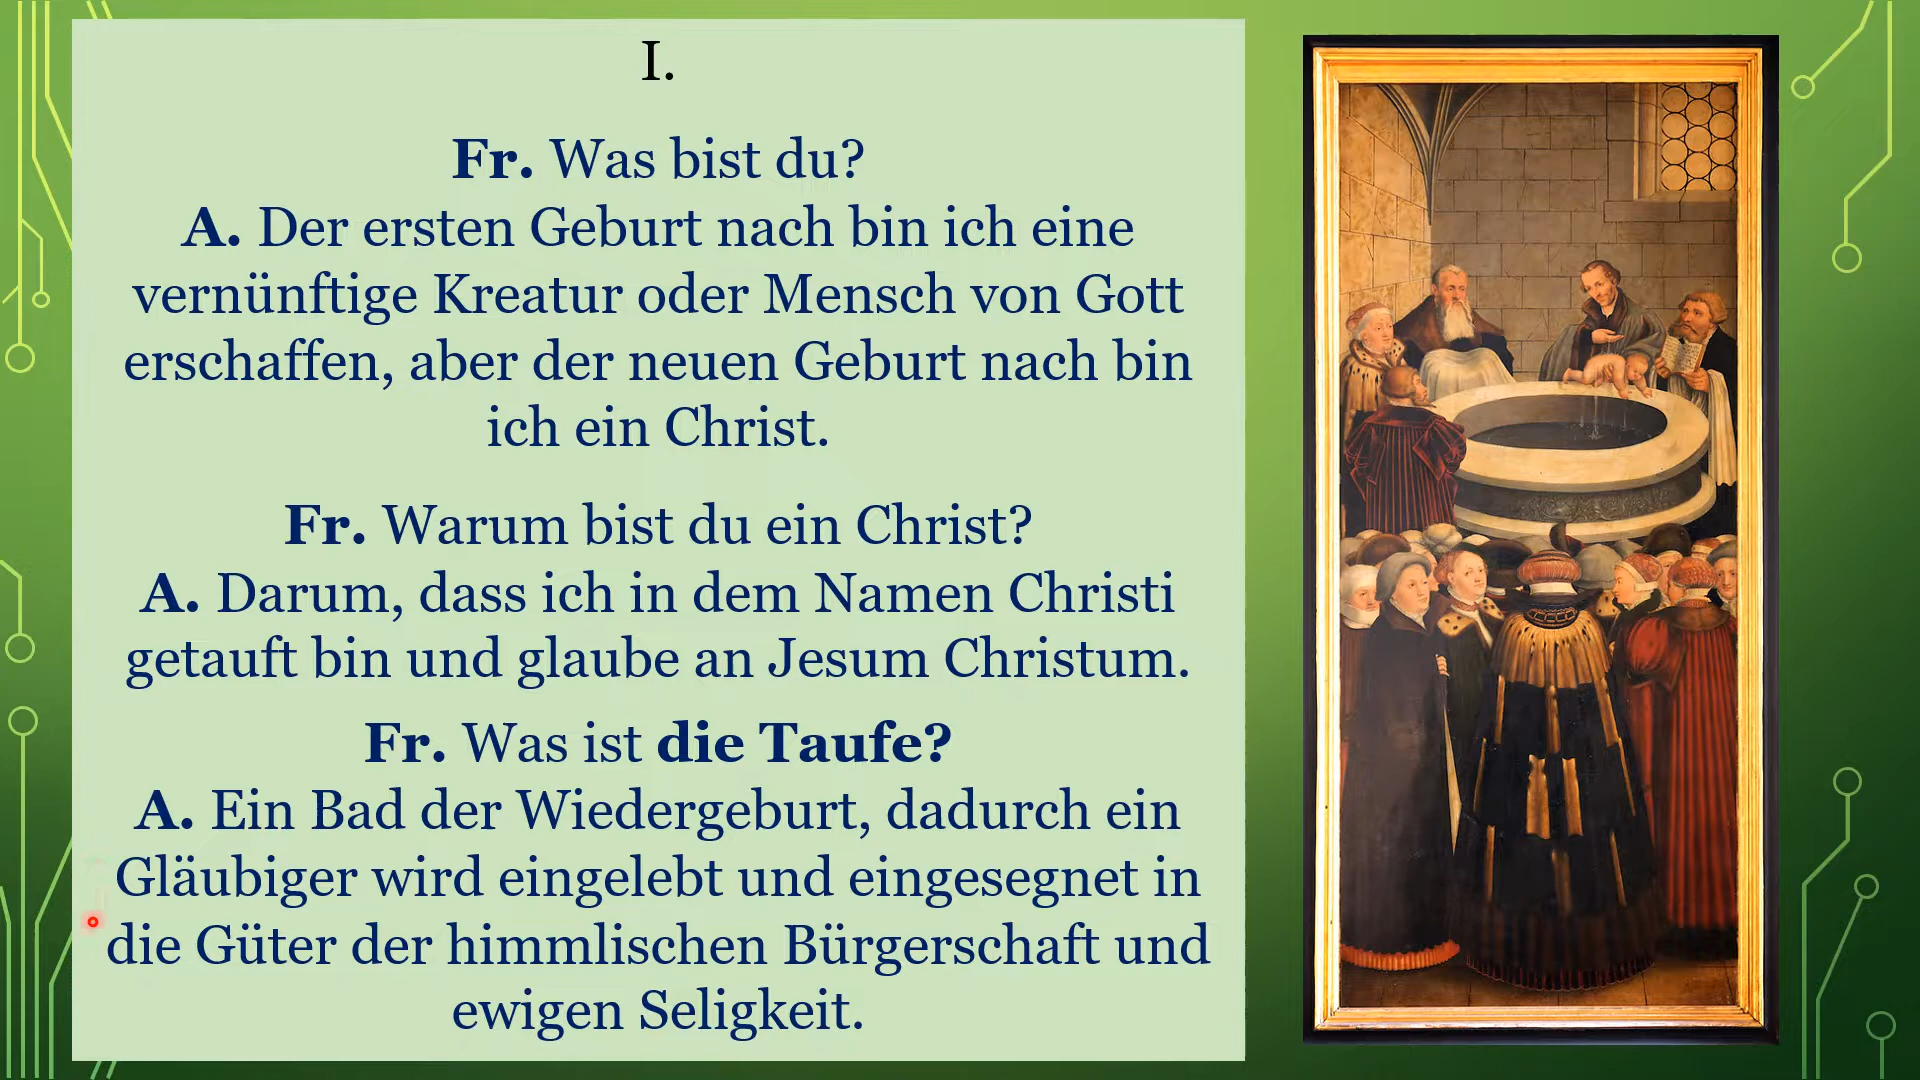 I.
Fr. Was bist du?
A. Der ersten Geburt nach bin ich eine
vernünftige Kreatur oder Mensch von Gott
erschaffen, aber der neuen Geburt nach bin
ich ein Christ.
Fr. Warum bist du ein Christ?
A. Darum, dass ich in dem Namen Christi
getauft bin und glaube an Jesum Christum.
Fr. Was ist die Taufe?
A. Ein Bad der Wiedergeburt, dadurch ein
Gläubiger wird eingelebt und eingesegnet in
die Güter der himmlischen Bürgerschaft und
ewigen Seligkeit.